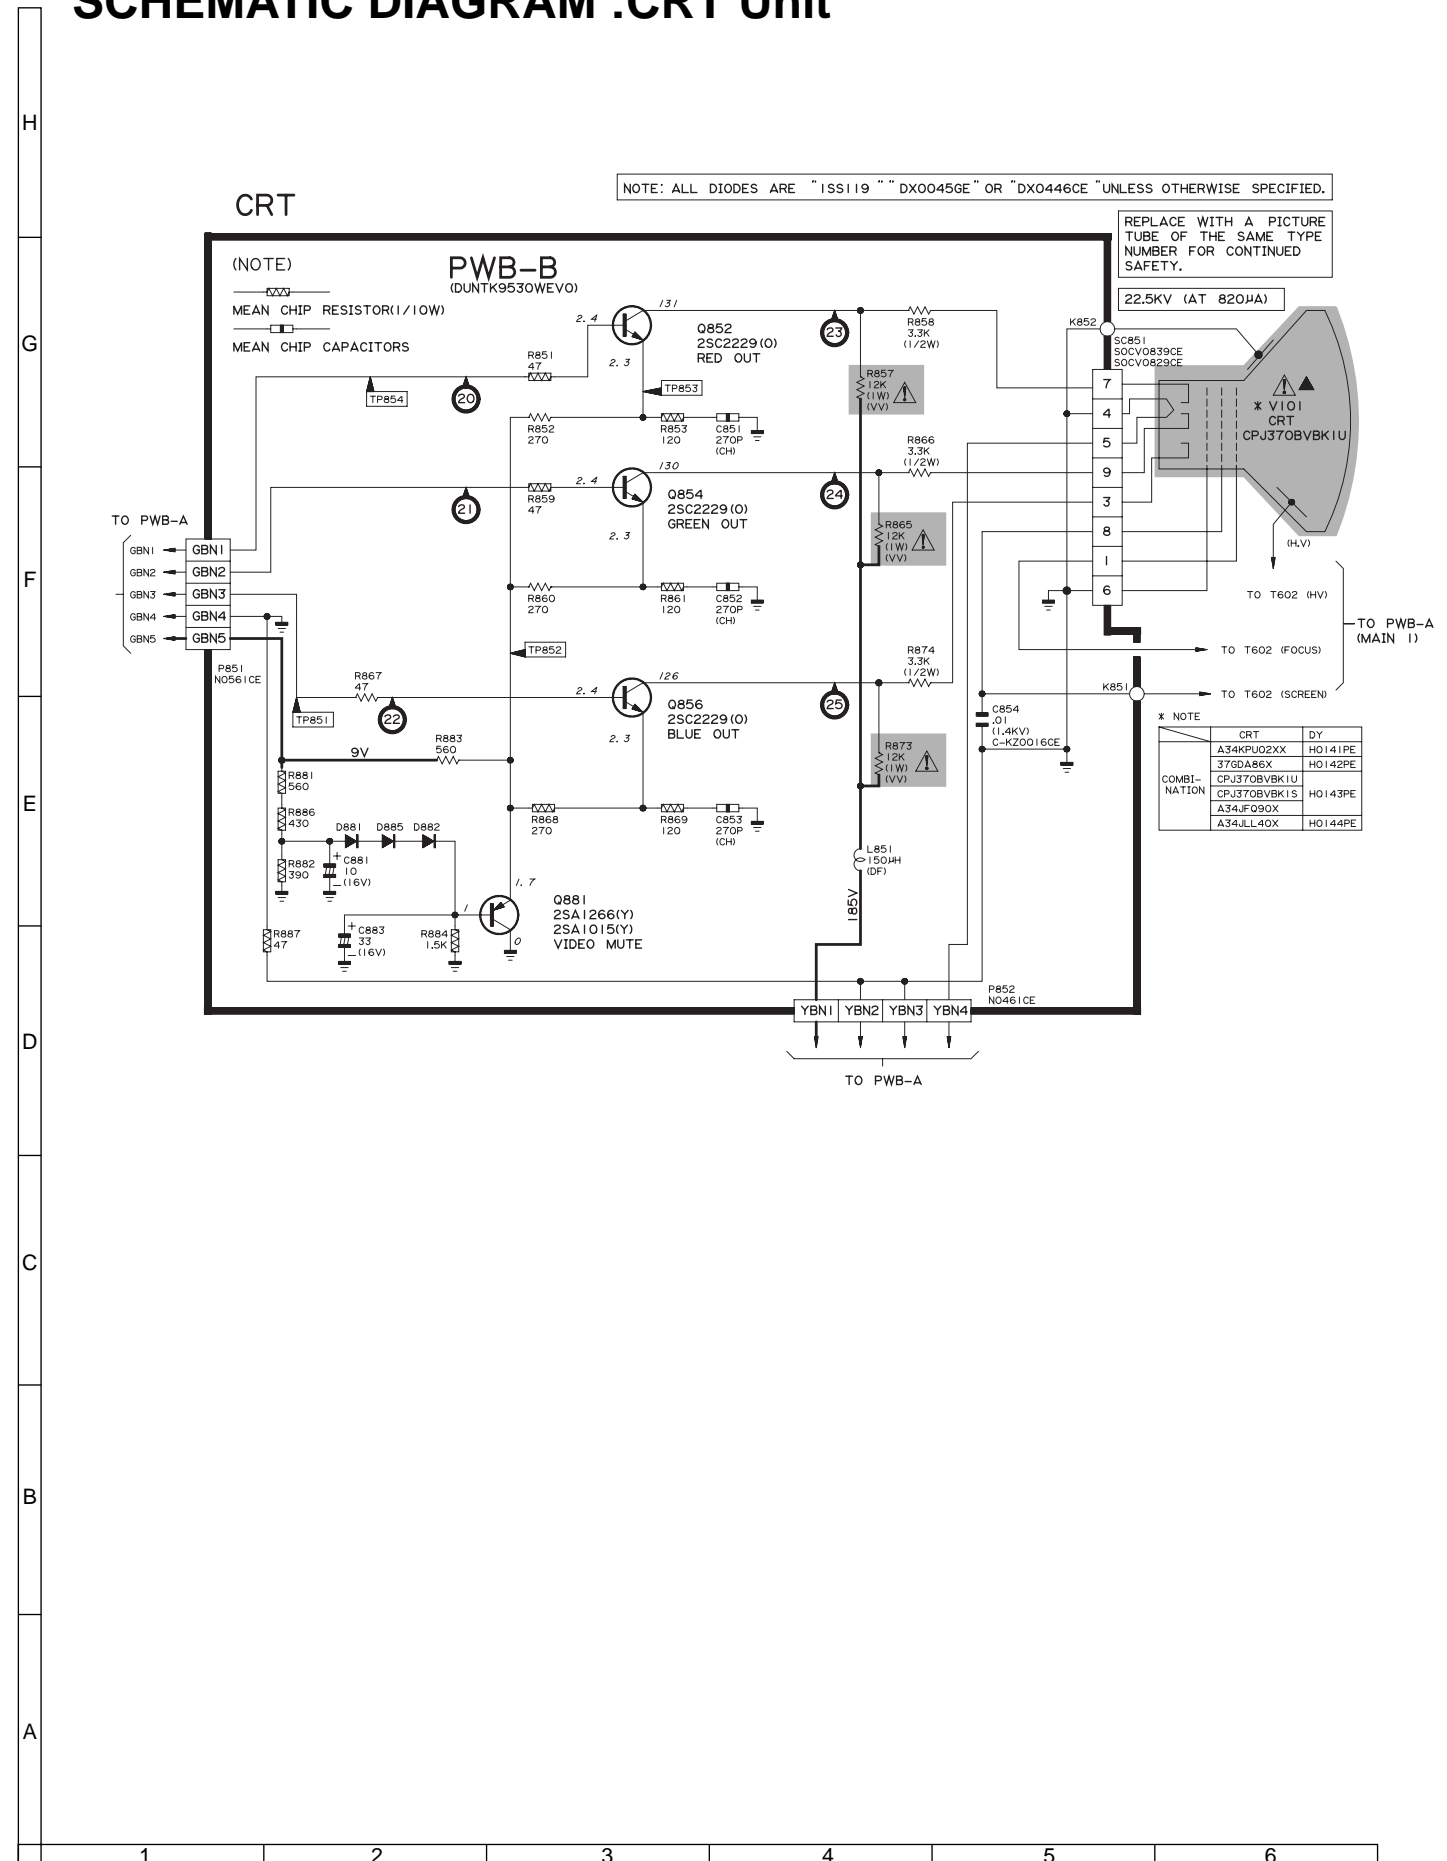 SCHEMATIC DIAGRAM :CRT Unit
H
G
F
E
D
C
B
A
CRT
NOTE: ALL DIODES ARE "1SS119" "DX0045GE" OR "DX0446CE" UNLESS OTHERWISE SPECIFIED.
REPLACE WITH A PICTURE
TUBE OF THE SAME TYPE
NUMBER FOR CONTINUED
SAFETY.
22.5KV (AT 820µA)
(NOTE)
MEAN CHIP RESISTOR(1/10W)
MEAN CHIP CAPACITORS
PWB-B
(DUNTK9530WEV0)
131
2.4
2.3
Q852
2SC2229(O)
RED OUT
R851
47
TP854
20
TP853
R852
270
R853
120
C851
270P
(CH)
23
R858
3.3K
(1/2W)
R857
12K
(1W)
(VV)
K852
SC851
SOCV0839CE
SOCV0829CE
7
4
5
9
3
8
1
6
* V101
CRT
CPJ370BVBK1U
(H.V)
R866
3.3K
(1/2W)
130
2.4
2.3
Q854
2SC2229(O)
GREEN OUT
21
R859
47
24
R865
12K
(1W)
(VV)
R860
270
R861
120
C852
270P
(CH)
TO PWB-A
GBN1 GBN1
GBN2 GBN2
GBN3 GBN3
GBN4 GBN4
GBN5 GBN5
P851
N0561CE
TP852
TP851
R867
47
22
126
2.4
2.3
Q856
2SC2229(O)
BLUE OUT
25
R874
3.3K
(1/2W)
R873
12K
(1W)
(VV)
9V
R883
560
R881
560
R886
430
R882
390
D881 D885 D882
+ C881
10
–(16V)
R868
270
R869
120
C853
270P
(CH)
L851
150µH
(DF)
185V
R887
47
+ C883
33
–(16V)
R884
1.5K
1
1.7
0
Q881
2SA1266(Y)
2SA1015(Y)
VIDEO MUTE
K851
C854
.01
(1.4KV)
C-KZ0016CE
TO T602 (HV)
TO T602 (FOCUS)
TO T602 (SCREEN)
TO PWB-A
(MAIN 1)
* NOTE
CRT DY
COMBI-
NATION
A34KPU02XX H0141PE
37GDA86X H0142PE
CPJ370BVBK1U
CPJ370BVBK1S H0143PE
A34JFQ90X
A34JLL40X H0144PE
P852
N0461CE
YBN1 YBN2 YBN3 YBN4
TO PWB-A
1 2 3 4 5 6